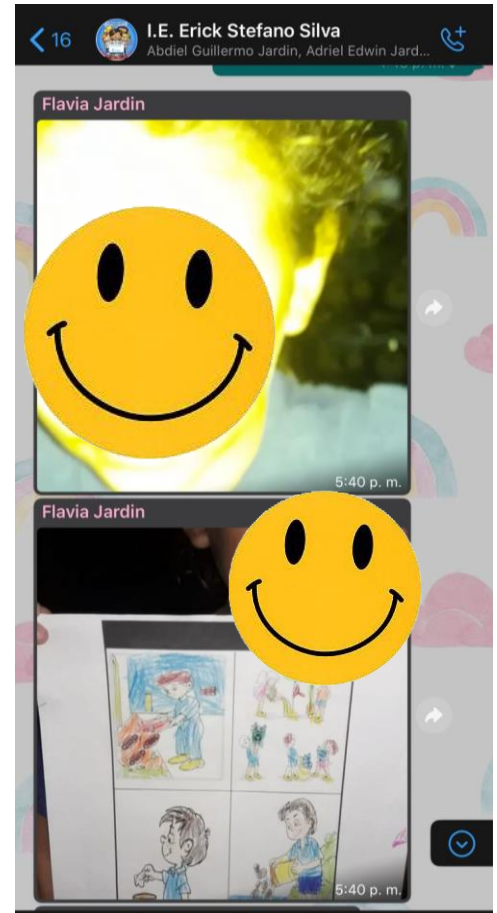 16
I.E. Erick Stefano Silva
Abdiel Guillermo Jardin, Adriel Edwin Jard...
Flavia Jardin
5:40 p. m.
Flavia Jardin
5:40 p. m.